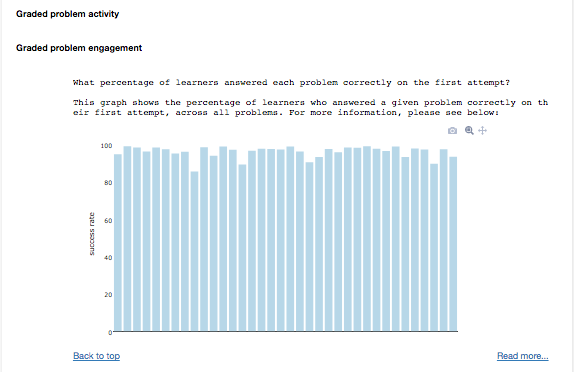 Graded problem activity
Graded problem engagement
What percentage of learners answered each problem correctly on the first attempt?
This graph shows the percentage of learners who answered a given problem correctly on th
eir first attempt, across all problems. For more information, please see below:
100
80
60
40
20
0
success rate
Back to top
Read more...